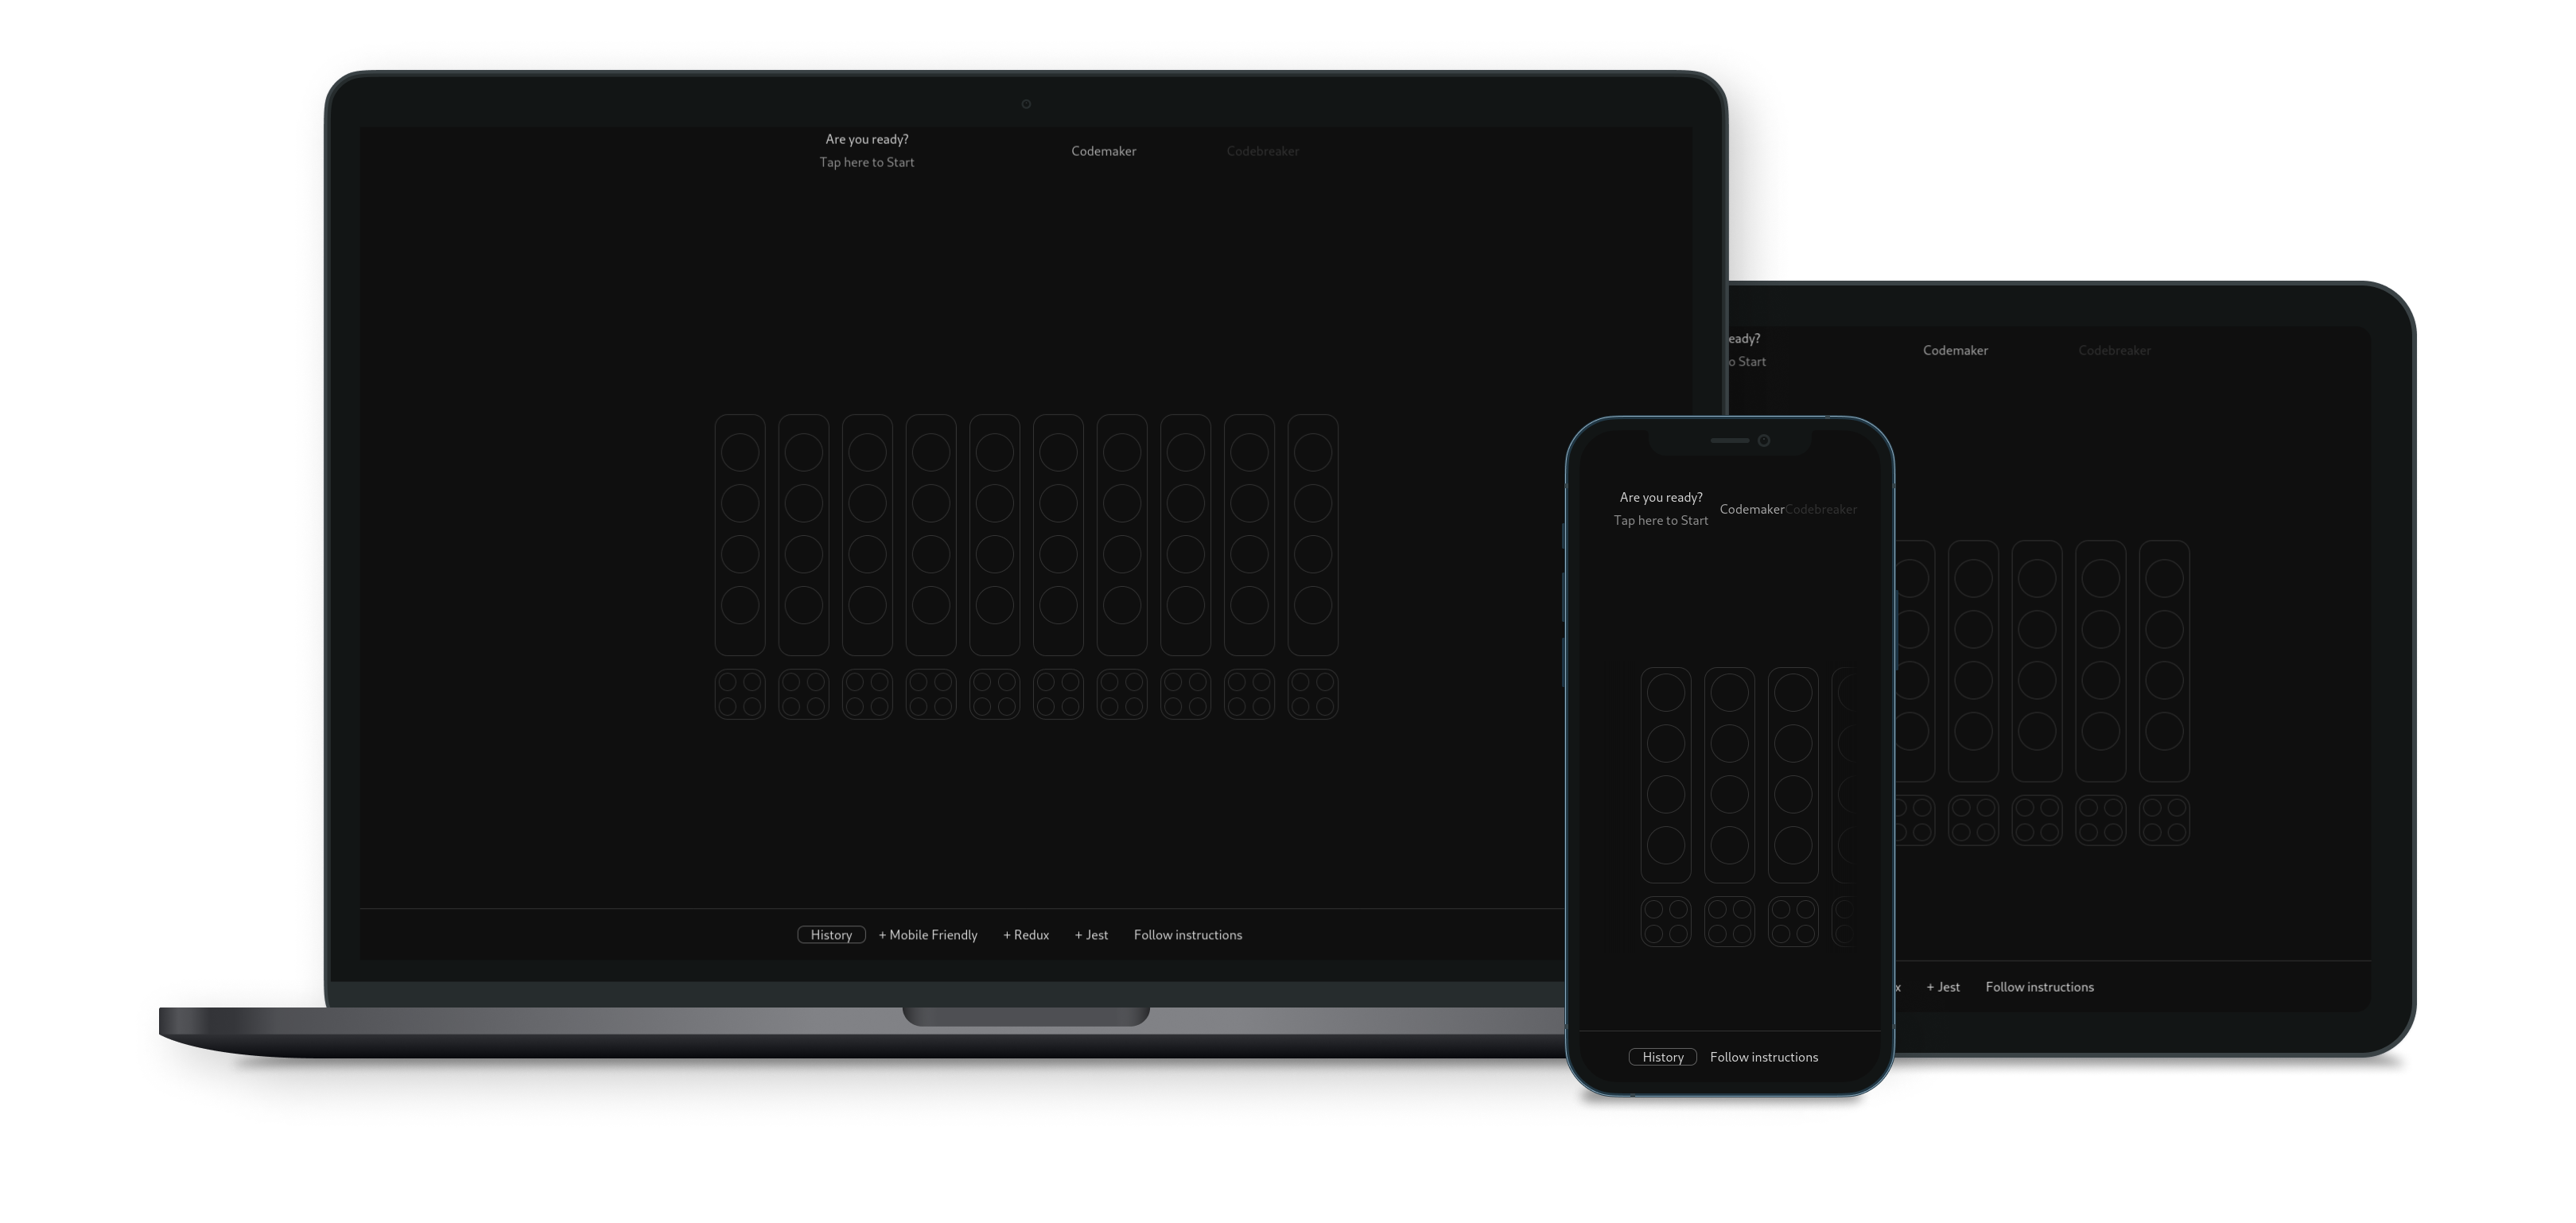 Are you ready?
Tap here to Start
Codemaker
Codebreaker
History
+ Mobile Friendly
+ Redux
+ Jest
Follow instructions
eady?
o Start
Codemaker
Codebreaker
x
+ Jest
Follow instructions
Are you ready?
Tap here to Start
Codemaker
Codebreaker
History
Follow instructions